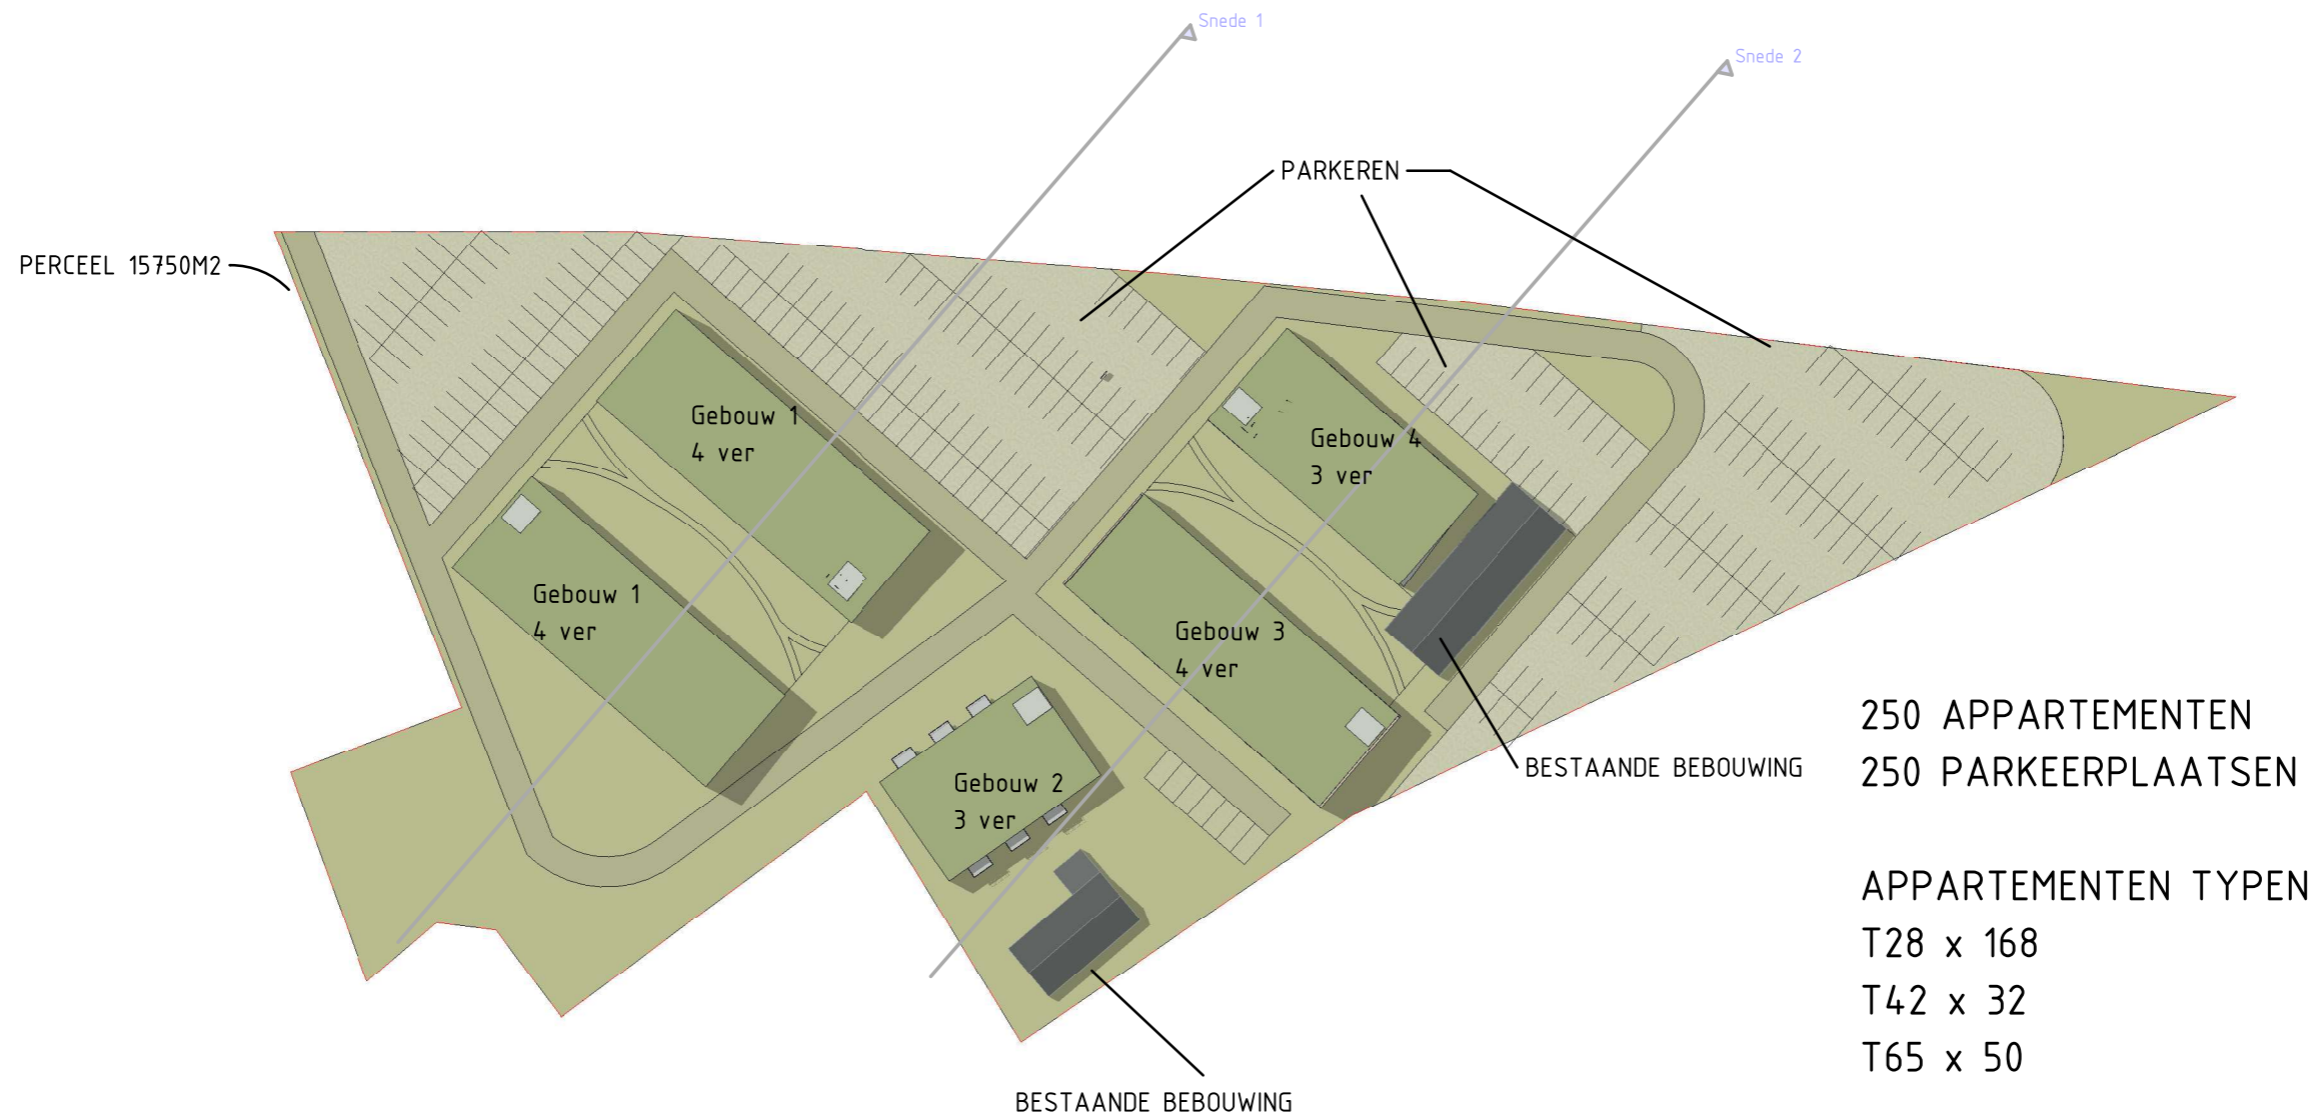 Snede 1
Snede 2
PARKEREN
PERCEEL 15750M2
Gebouw 1
4 ver
Gebouw 4
3 ver
Gebouw 1
4 ver
Gebouw 3
4 ver
Gebouw 2
3 ver
BESTAANDE BEBOUWING
250 APPARTEMENTEN
250 PARKEERPLAATSEN
APPARTEMENTEN TYPEN
T28 x 168
T42 x 32
T65 x 50
BESTAANDE BEBOUWING